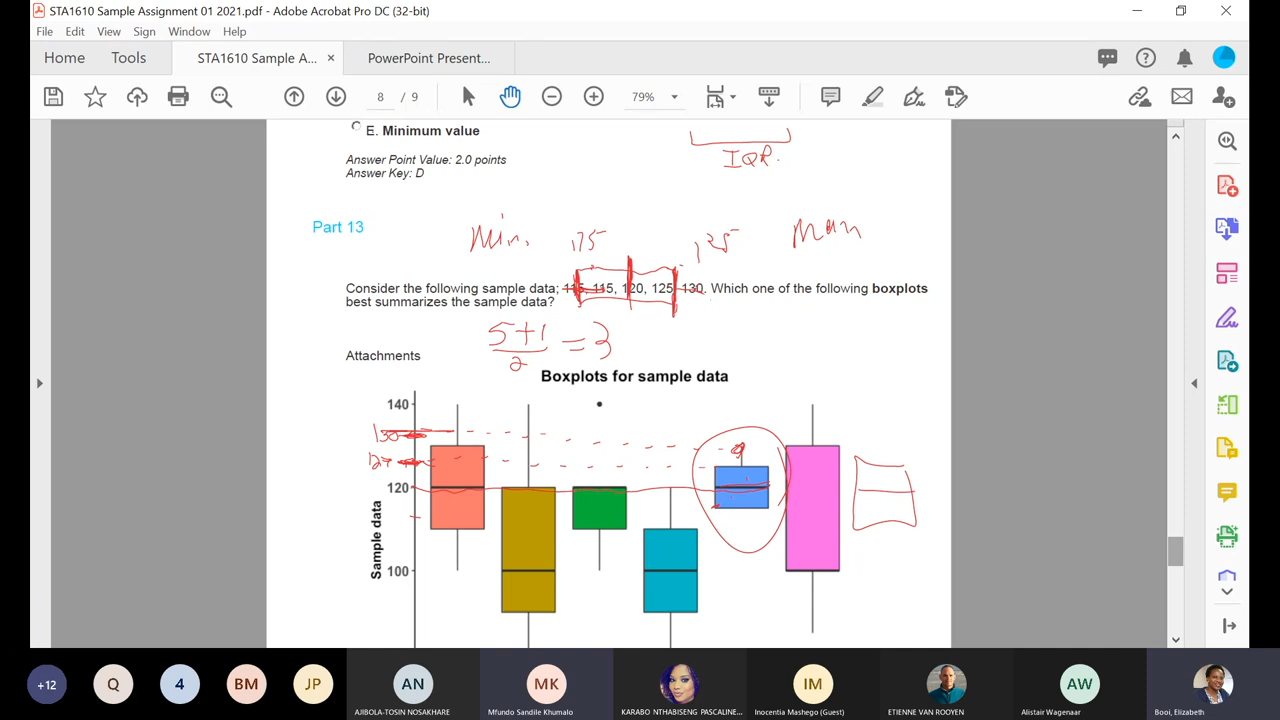 STA1610 Sample Assignment 01 2021.pdf - Adobe Acrobat Pro DC (32-bit)
File Edit View Sign Window Help
Home Tools STA1610 Sample A... × PowerPoint Present...
8 / 9 79%
E. Minimum value
IQR.
Answer Point Value: 2.0 points
Answer Key: D
Part 13
Min. 175 125
Consider the following sample data; 115, 115, 120, 125, 130. Which one of the following boxplots
best summarizes the sample data?
5+1
= 3
2
Attachments
Boxplots for sample data
140
130
120
100
Sample data
+12 Q 4 BM JP AN MK IM AW
AJIBOLA-TOSIN NOSAKHARE Mfundo Sandile Khumalo KARABO NTHABISENG PASCALINE... Inocentia Mashego (Guest) ETIENNE VAN ROOYEN Alistair Wagenaar Booi, Elizabeth